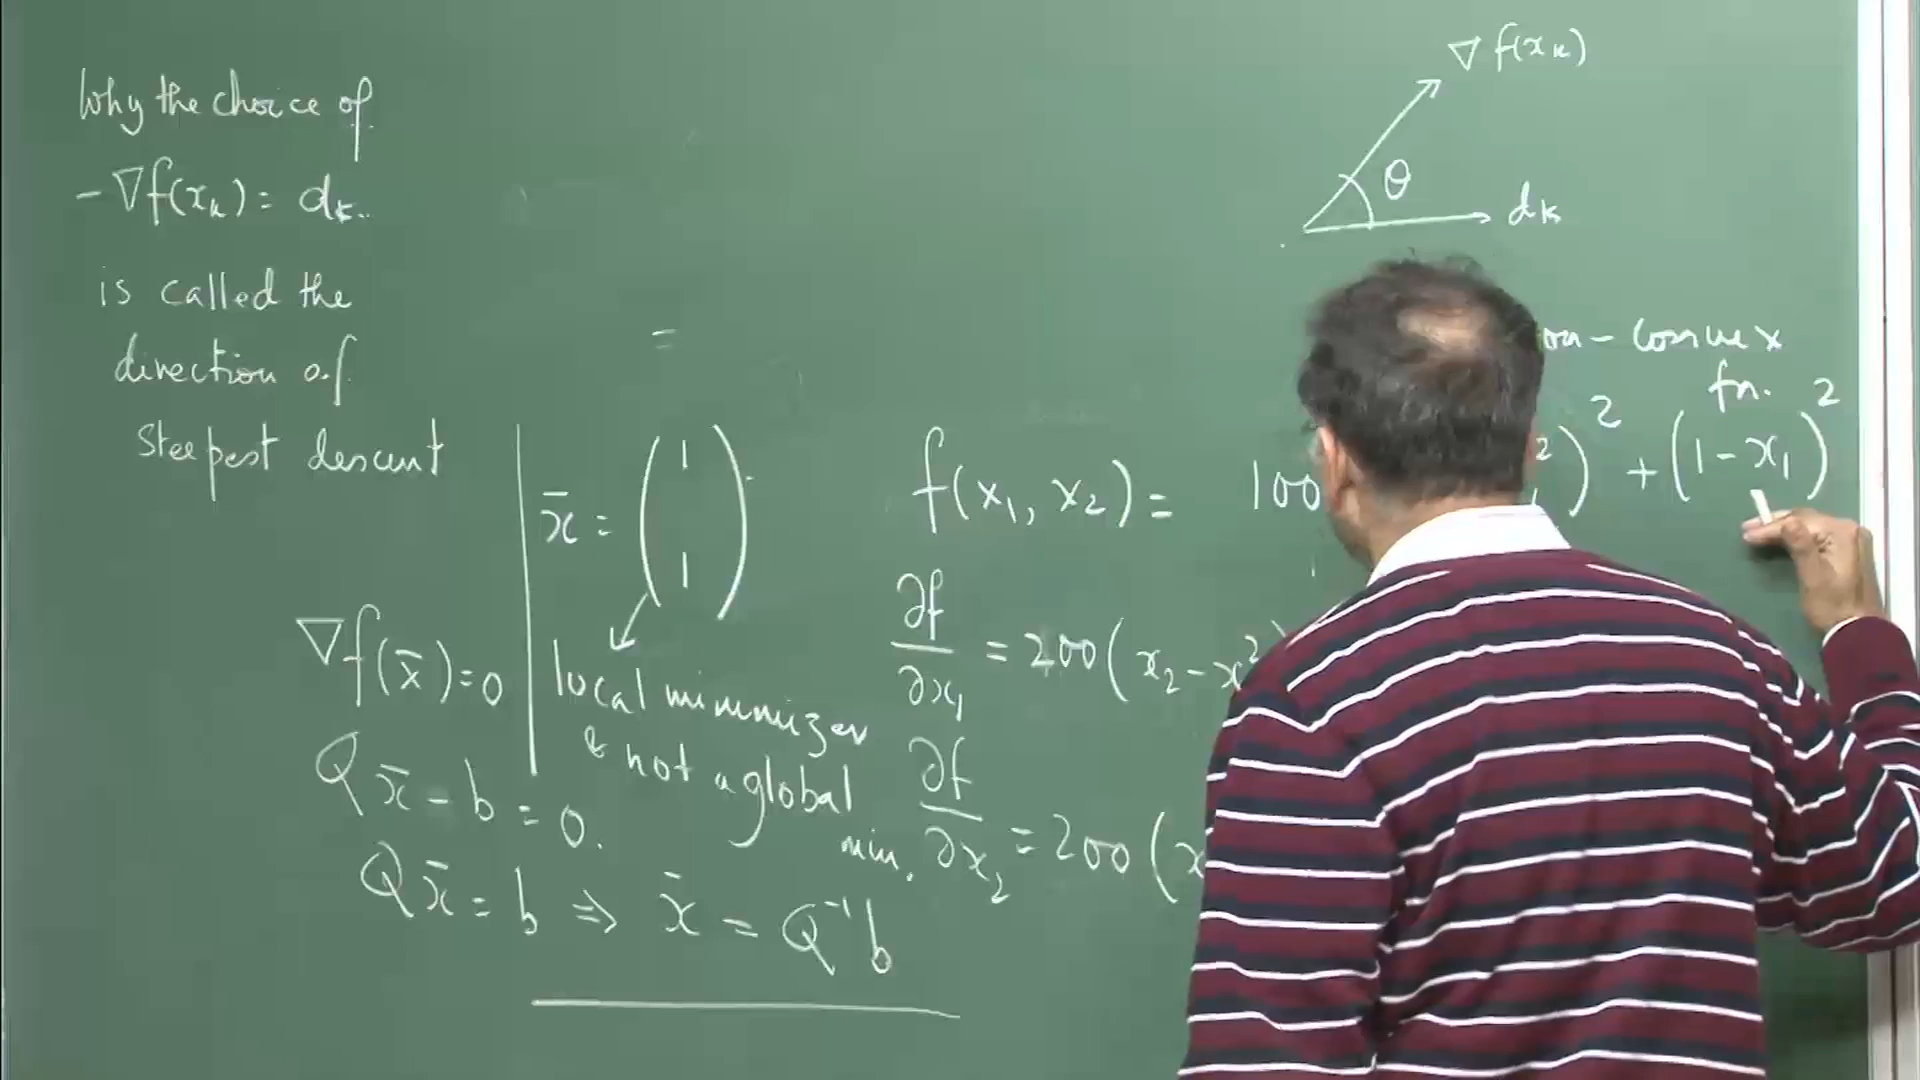 Why the choice of
-∇f(xₖ) = dₖ.
is called the
direction of
steepest descent
∇f(xₖ)
θ
dₖ
=
x̄ = (1 1)
local minimizer
& not a global
min.
∇f(x̄)=0
Qx̄ - b = 0.
Qx̄ = b ⇒ x̄ = Q⁻¹b
convex
fn.
f(x₁, x₂) = 100
)² + (1-x₁)²
∂f/∂x₁ = 200(x₂-x²)
∂f/∂x₂ = 200(x